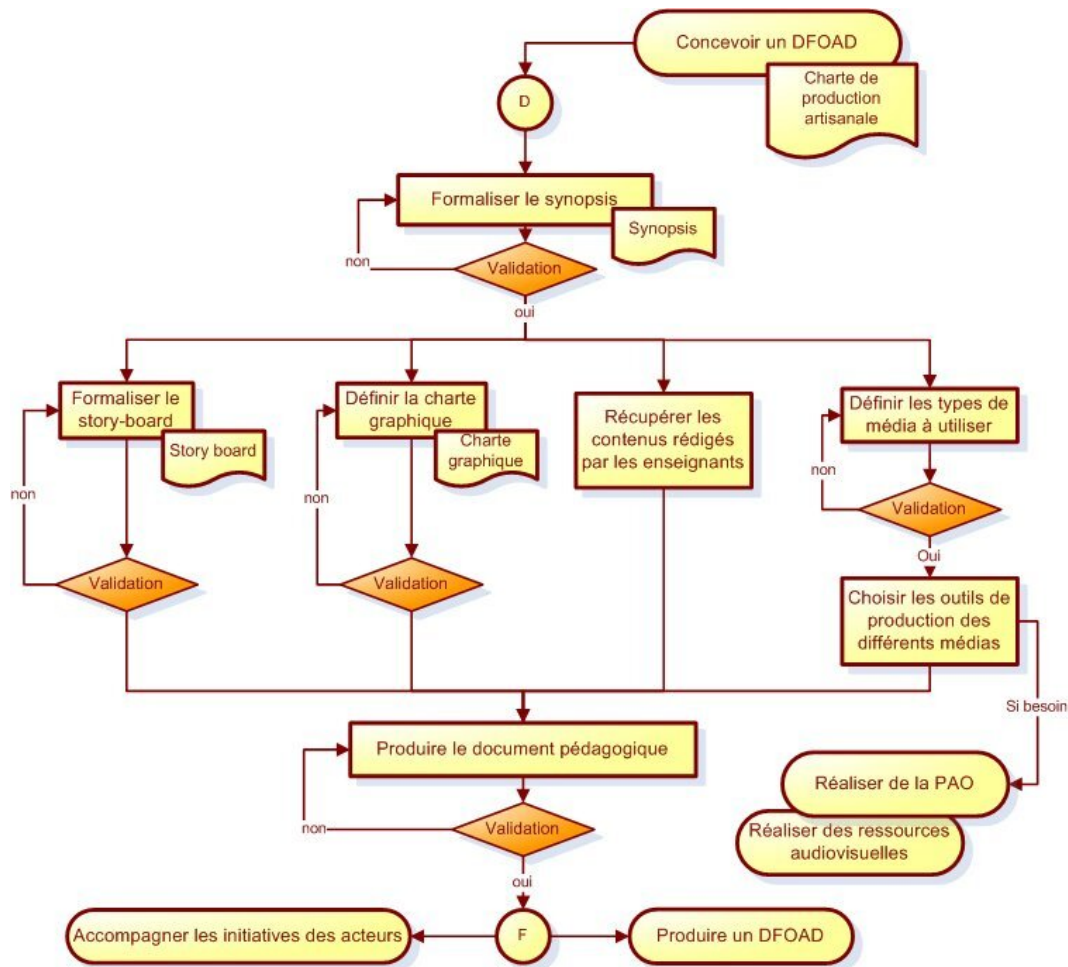 Concevoir un DFOAD
Charte de
production
artisanale
D
Formaliser le synopsis
Synopsis
non
Validation
oui
Formaliser le
story-board
Story board
non
Validation
Définir la charte
graphique
Charte
graphique
non
Validation
Récupérer les
contenus rédigés
par les enseignants
Définir les types de
média à utiliser
non
Validation
Oui
Choisir les outils de
production des
différents médias
Si besoin
Réaliser de la PAO
Réaliser des ressources
audiovisuelles
Produire le document pédagogique
non
Validation
oui
Accompagner les initiatives des acteurs
F
Produire un DFOAD